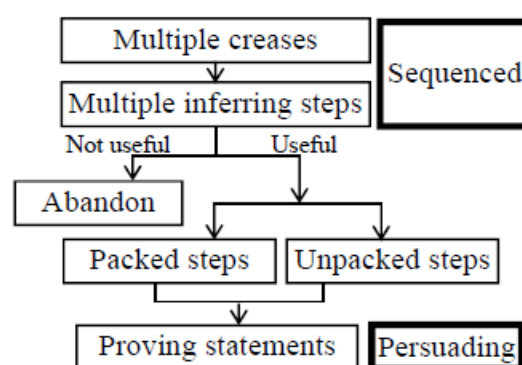 Multiple creases
Sequenced
Multiple inferring steps
Not useful
Useful
Abandon
Packed steps
Unpacked steps
Proving statements
Persuading